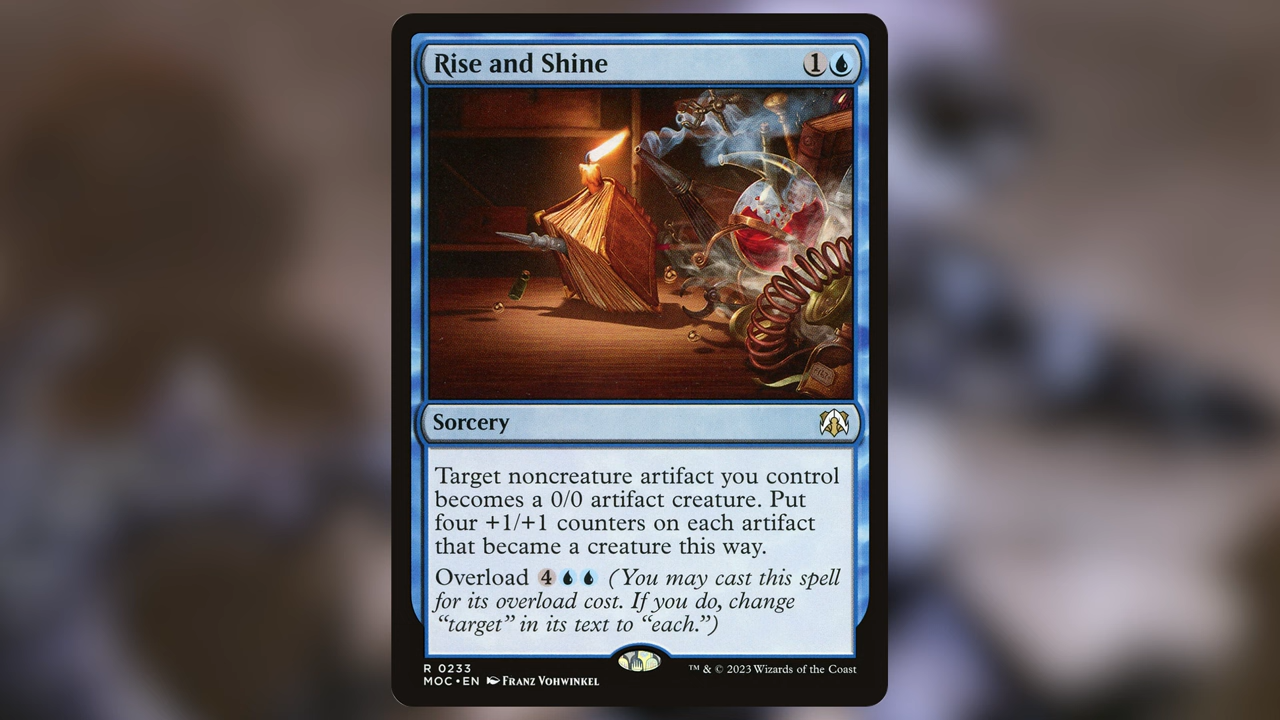 Rise and Shine 1
Sorcery
Target noncreature artifact you control
becomes a 0/0 artifact creature. Put
four +1/+1 counters on each artifact
that became a creature this way.
Overload 4 (You may cast this spell
for its overload cost. If you do, change
“target” in its text to “each.”)
R 0233
MOC • EN Franz Vohwinkel
™ & © 2023 Wizards of the Coast